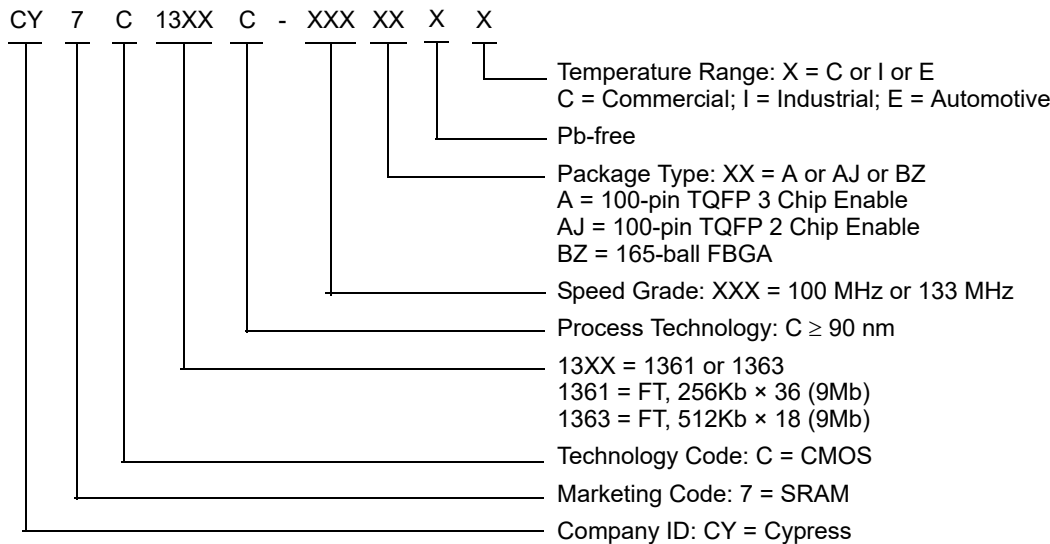 CY 7 C 13XX C - XXX XX X X
Temperature Range: X = C or I or E
C = Commercial; I = Industrial; E = Automotive
Pb-free
Package Type: XX = A or AJ or BZ
A = 100-pin TQFP 3 Chip Enable
AJ = 100-pin TQFP 2 Chip Enable
BZ = 165-ball FBGA
Speed Grade: XXX = 100 MHz or 133 MHz
Process Technology: C ≥ 90 nm
13XX = 1361 or 1363
1361 = FT, 256Kb × 36 (9Mb)
1363 = FT, 512Kb × 18 (9Mb)
Technology Code: C = CMOS
Marketing Code: 7 = SRAM
Company ID: CY = Cypress